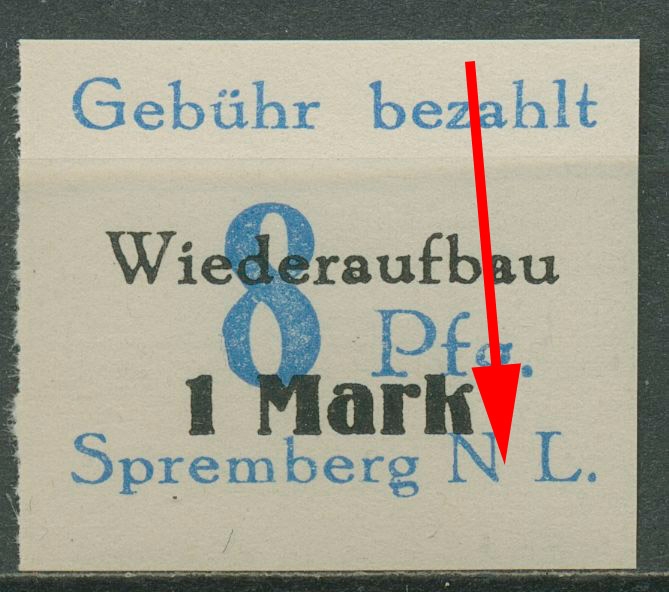 Gebühr bezahlt
Wiederaufbau
8 Pfg.
1 Mark
Spremberg N L.